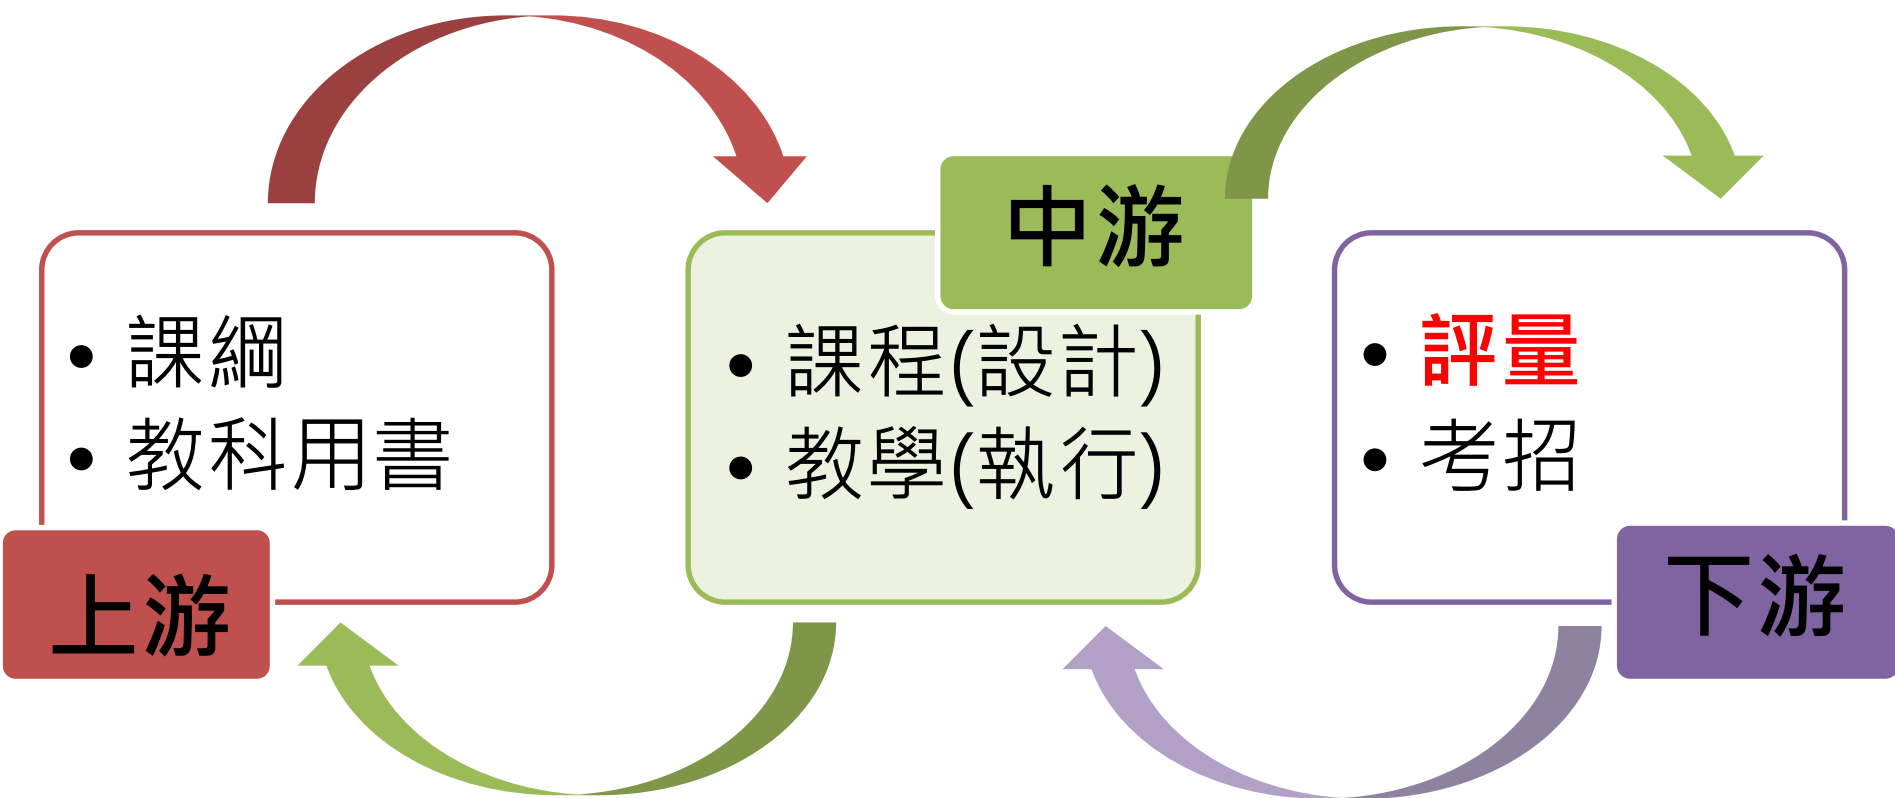 • 課綱
• 教科用書
上游
中游
• 課程(設計)
• 教學(執行)
• 評量
• 考招
下游